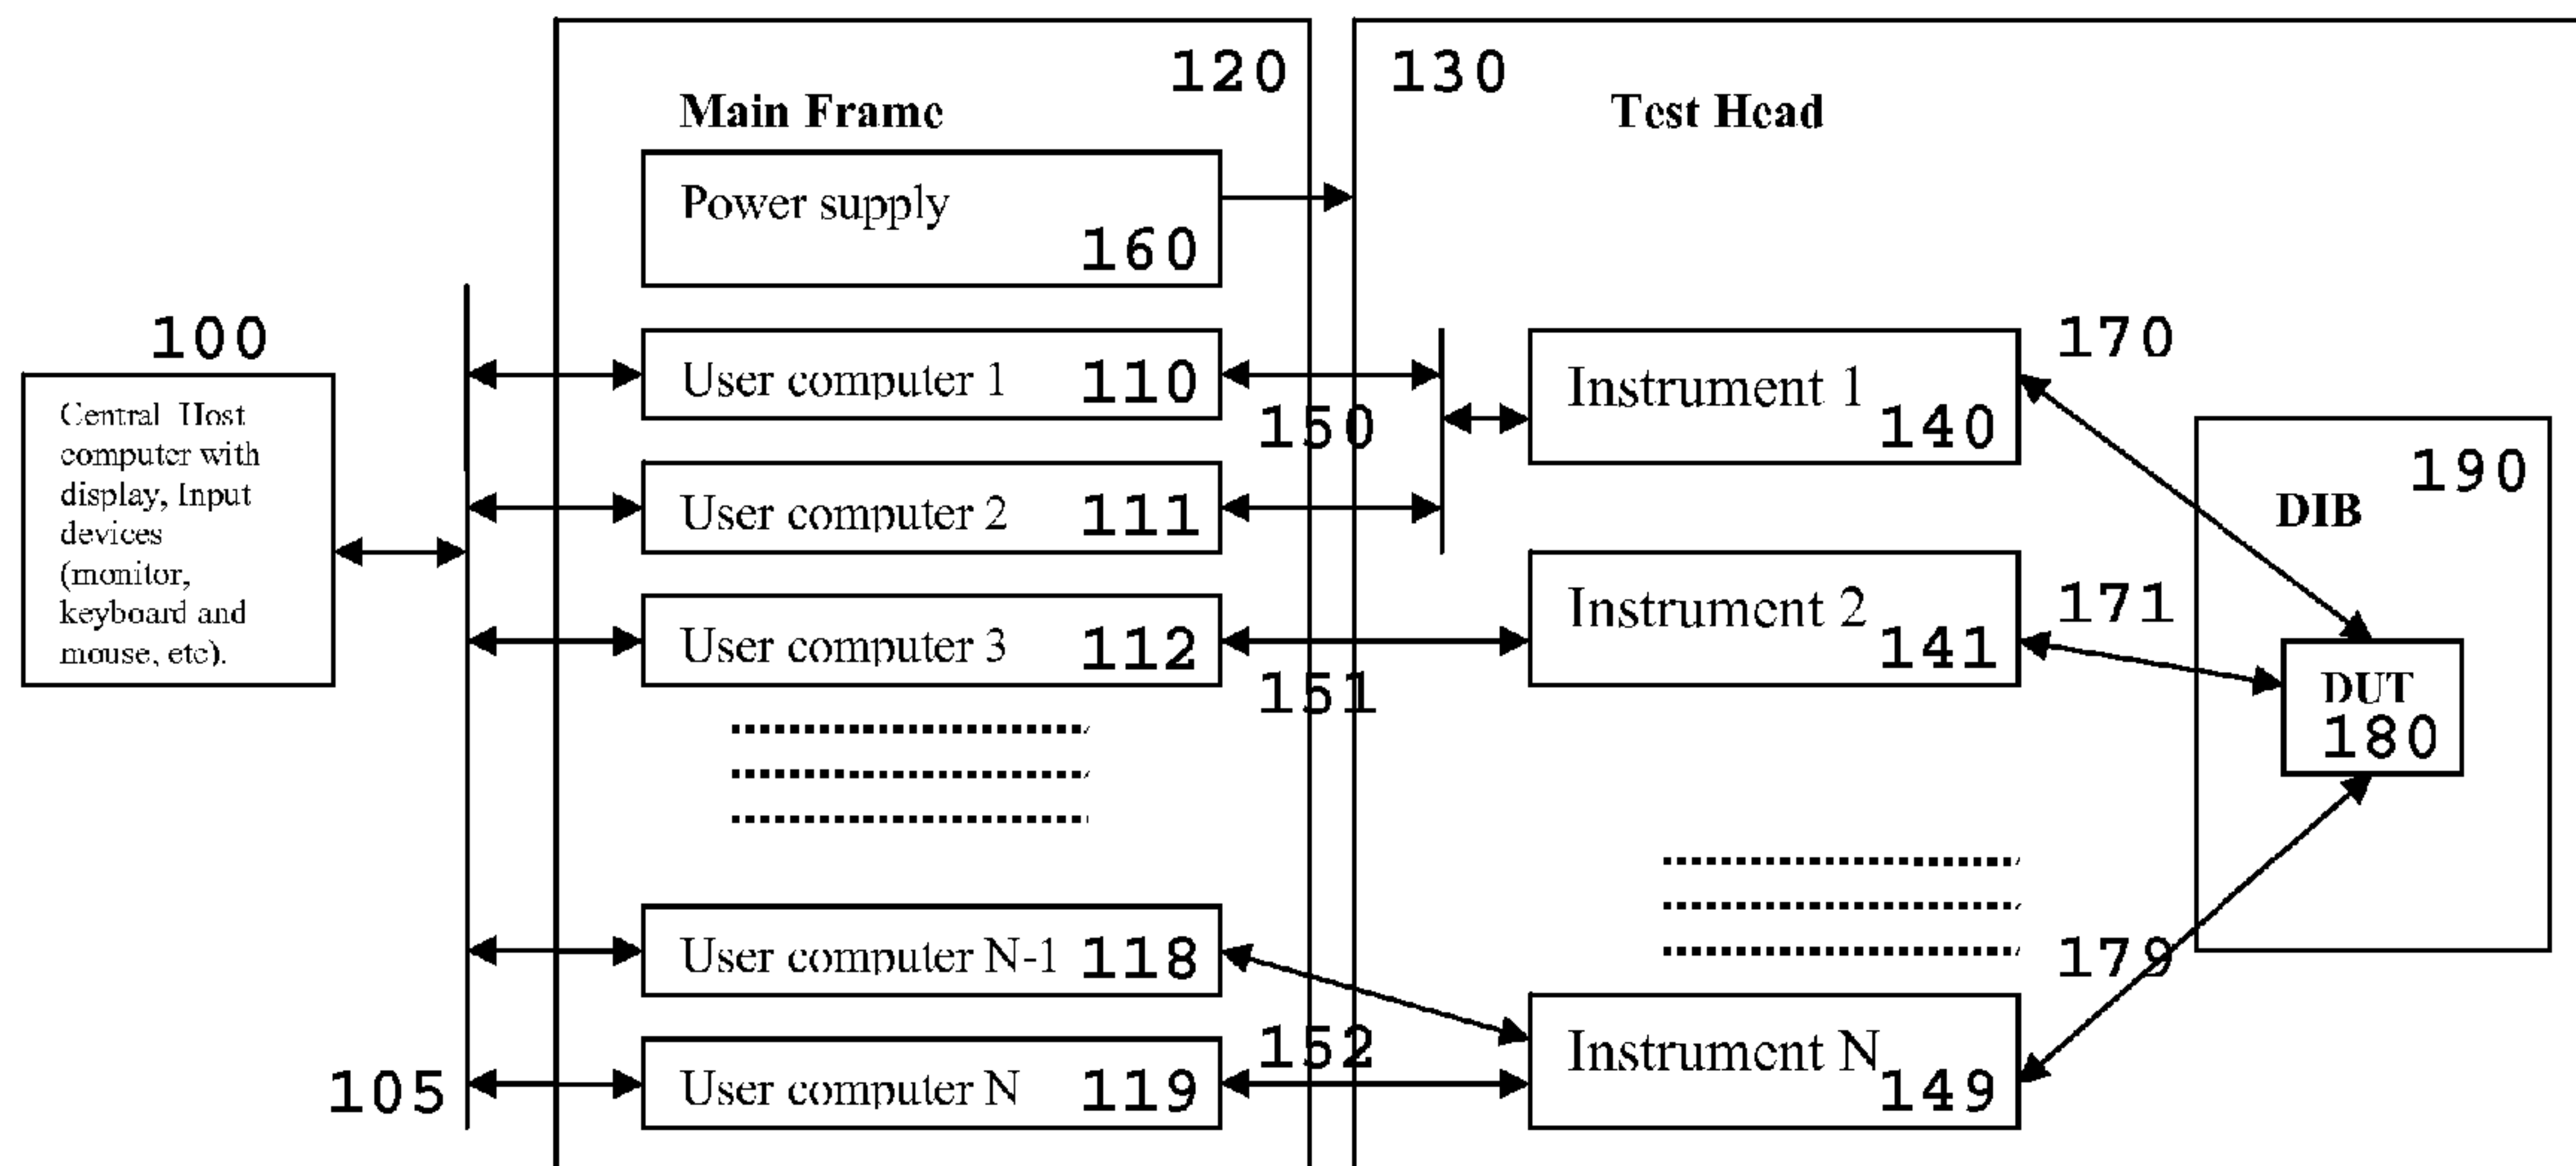 120
130
Main Frame
Test Head
Power supply
160
100
Central Host
computer with
display, Input
devices
(monitor,
keyboard and
mouse, etc).
User computer 1
110
150
Instrument 1
140
170
190
DIB
User computer 2
111
Instrument 2
141
171
User computer 3
112
151
DUT
180
179
User computer N-1
118
152
Instrument N
149
105
User computer N
119